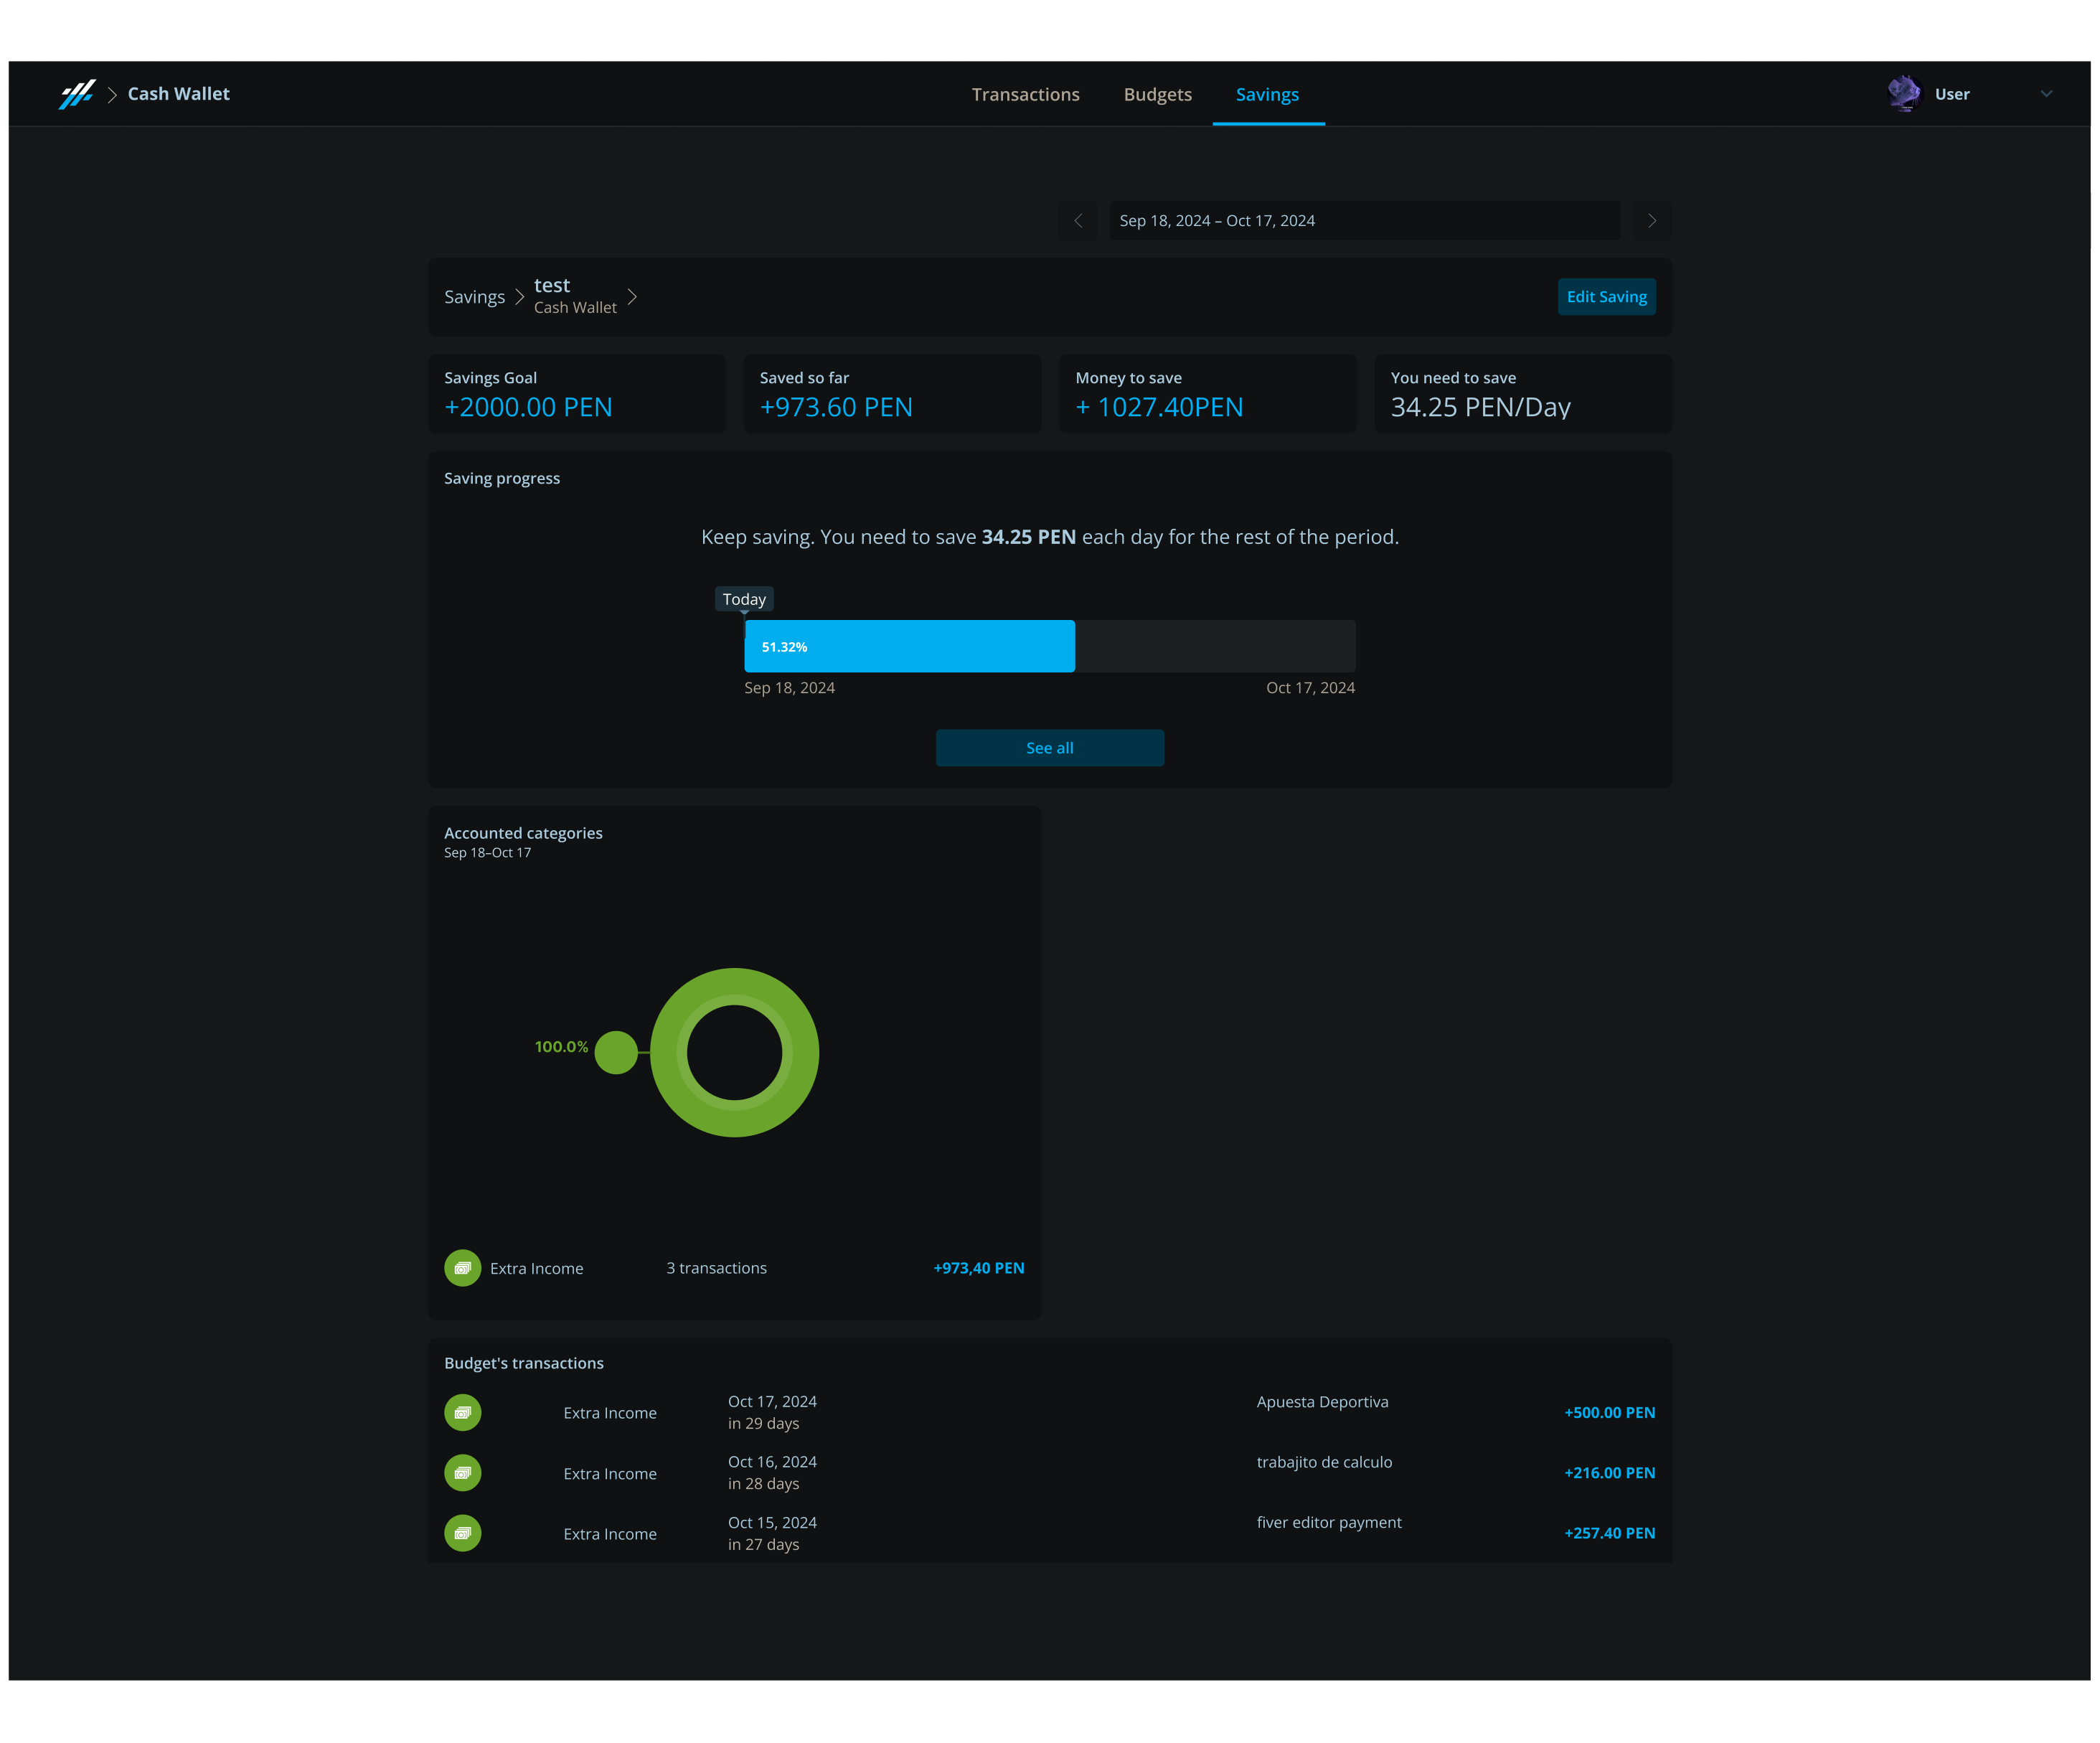 Cash Wallet
Transactions
Budgets
Savings
User
Sep 18, 2024 – Oct 17, 2024
Savings
test
Cash Wallet
Edit Saving
Savings Goal
+2000.00 PEN
Saved so far
+973.60 PEN
Money to save
+ 1027.40PEN
You need to save
34.25 PEN/Day
Saving progress
Keep saving. You need to save 34.25 PEN each day for the rest of the period.
Today
51.32%
Sep 18, 2024
Oct 17, 2024
See all
Accounted categories
Sep 18–Oct 17
100.0%
Extra Income
3 transactions
+973,40 PEN
Budget's transactions
Extra Income
Oct 17, 2024
in 29 days
Apuesta Deportiva
+500.00 PEN
Extra Income
Oct 16, 2024
in 28 days
trabajito de calculo
+216.00 PEN
Extra Income
Oct 15, 2024
in 27 days
fiver editor payment
+257.40 PEN